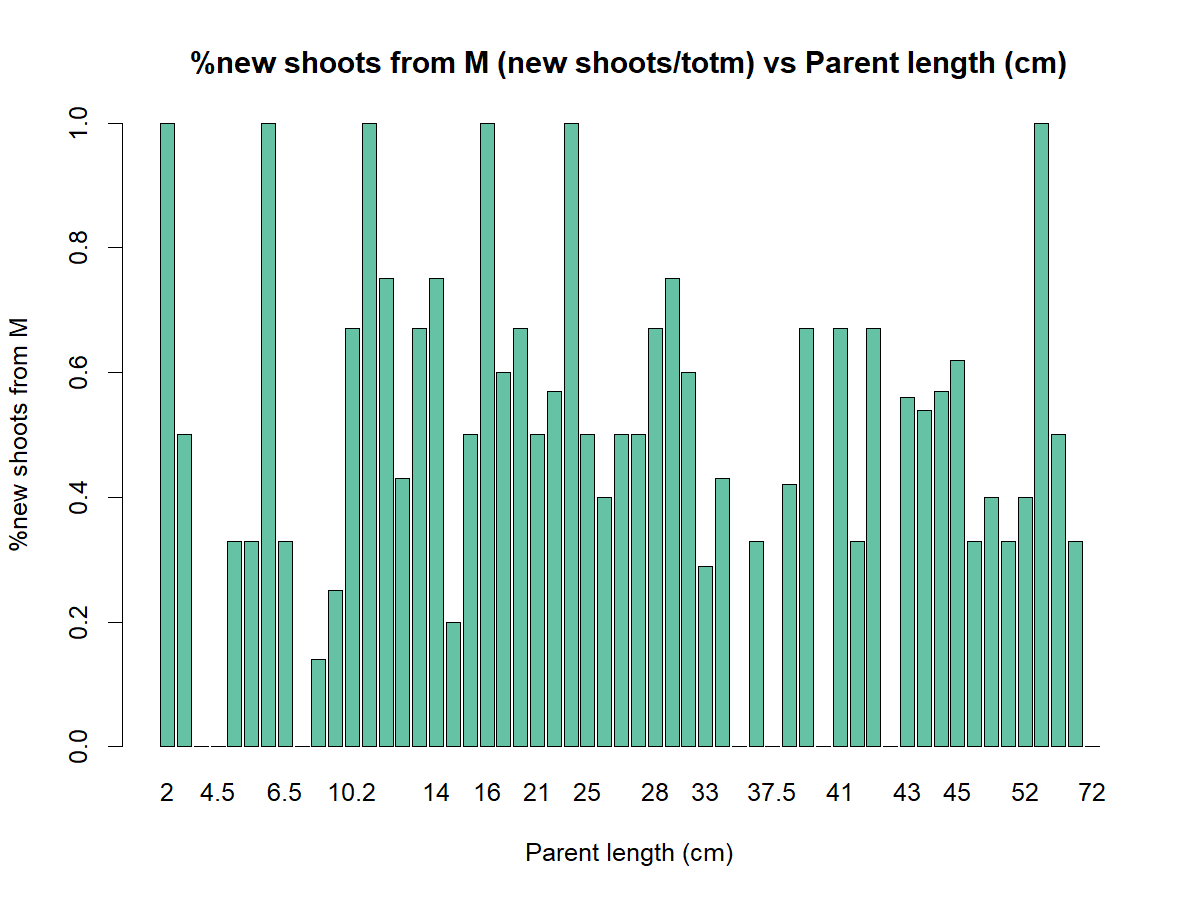 %new shoots from M (new shoots/totm) vs Parent length (cm)
%new shoots from M
1.0
0.8
0.6
0.4
0.2
0.0
2 4.5 6.5 10.2 14 16 21 25 28 33 37.5 41 43 45 52 72
Parent length (cm)